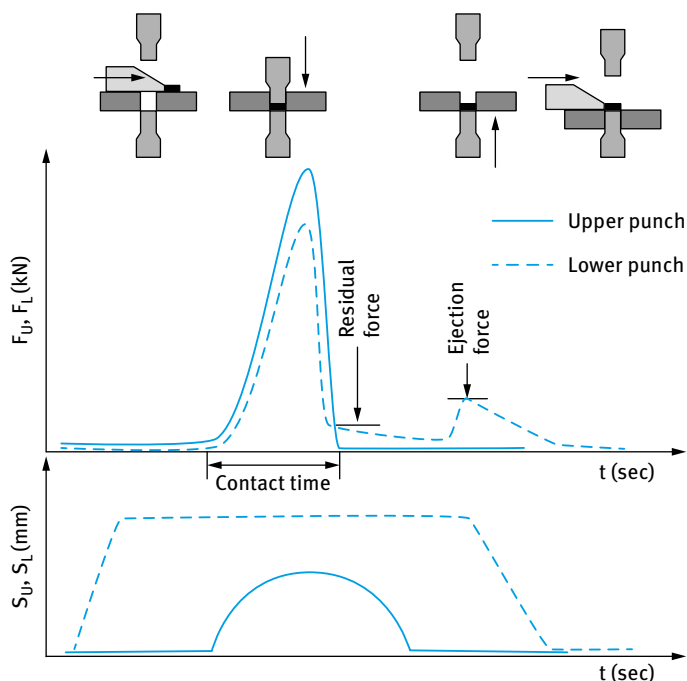 Upper punch
Lower punch
F_U, F_L (kN)
Residual
force
Ejection
force
t (sec)
Contact time
S_U, S_L (mm)
t (sec)